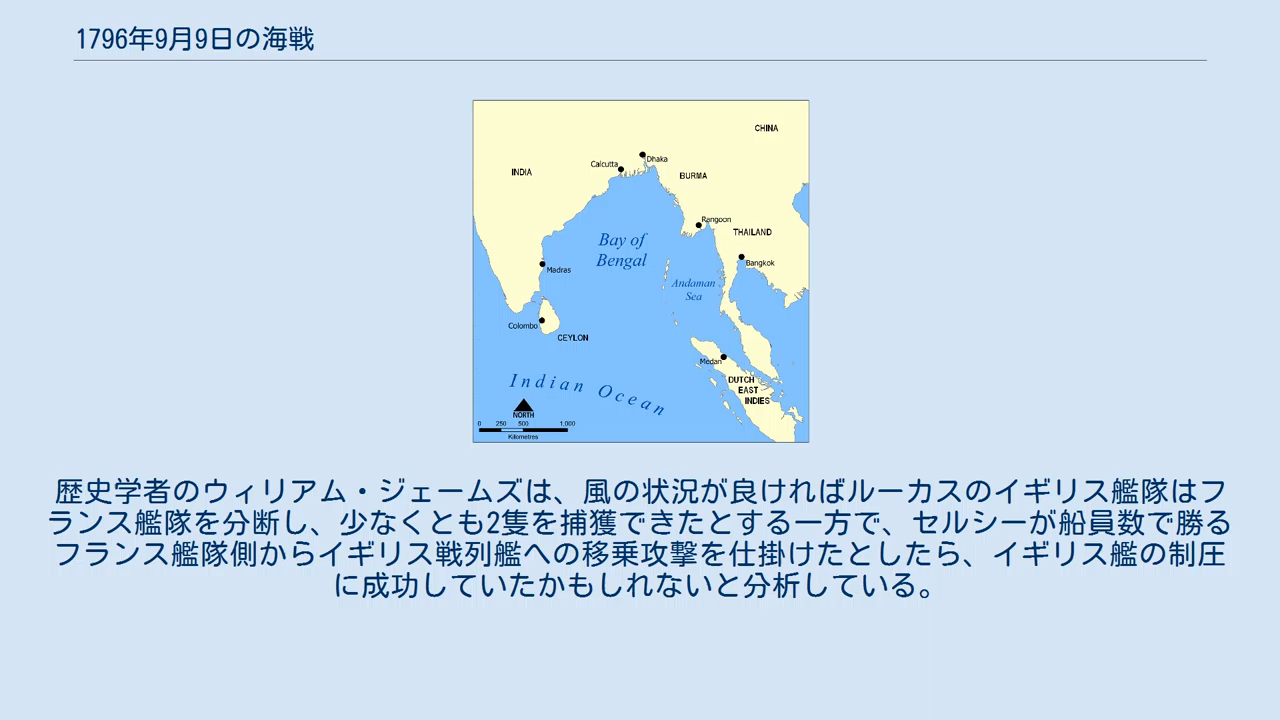 1796年9月9日の海戦
CHINA
Dhaka
Calcutta
INDIA
BURMA
Rangoon
THAILAND
Bay of
Bengal
Bangkok
Madras
Andaman
Sea
Colombo
CEYLON
Medan
Indian Ocean
DUTCH
EAST
INDIES
NORTH
0 250 500 1,000
Kilometres
歴史学者のウィリアム・ジェームズは、風の状況が良ければルーカスのイギリス艦隊はフ
ランス艦隊を分断し、少なくとも2隻を捕獲できたとする一方で、セルシーが船員数で勝る
フランス艦隊側からイギリス戦列艦への移乗攻撃を仕掛けたとしたら、イギリス艦の制圧
に成功していたかもしれないと分析している。